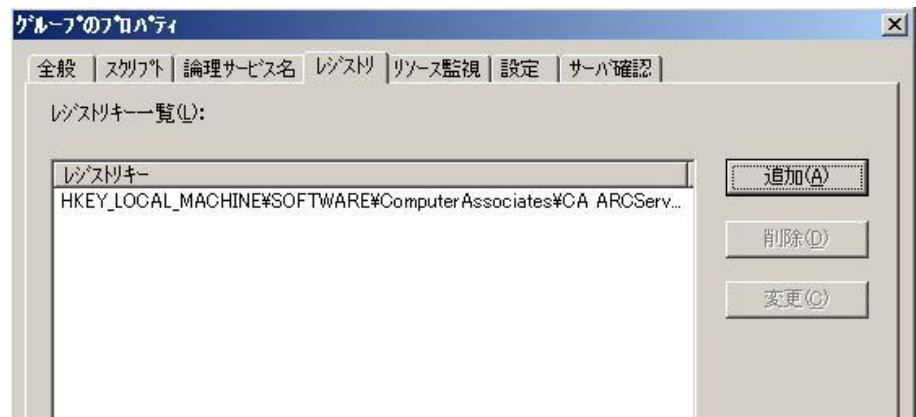 グループのプロパティ
全般 スクリプト 論理サービス名 レジストリ リソース監視 設定 サーバ確認
レジストリキー一覧(L):
レジストリキー
追加(A)
HKEY_LOCAL_MACHINE¥SOFTWARE¥ComputerAssociates¥CA ARCServ...
削除(D)
変更(C)